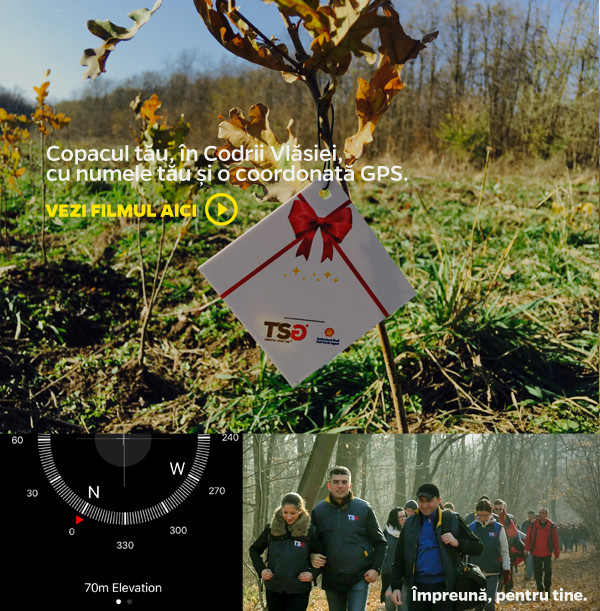 Copacul tău, în Codrii Vlăsiei,
cu numele tău și o coordonată GPS.
VEZI FILMUL AICI
TSG
60
240
30
N
W
270
0
300
330
70m Elevation
TSG
Împreună, pentru tine.